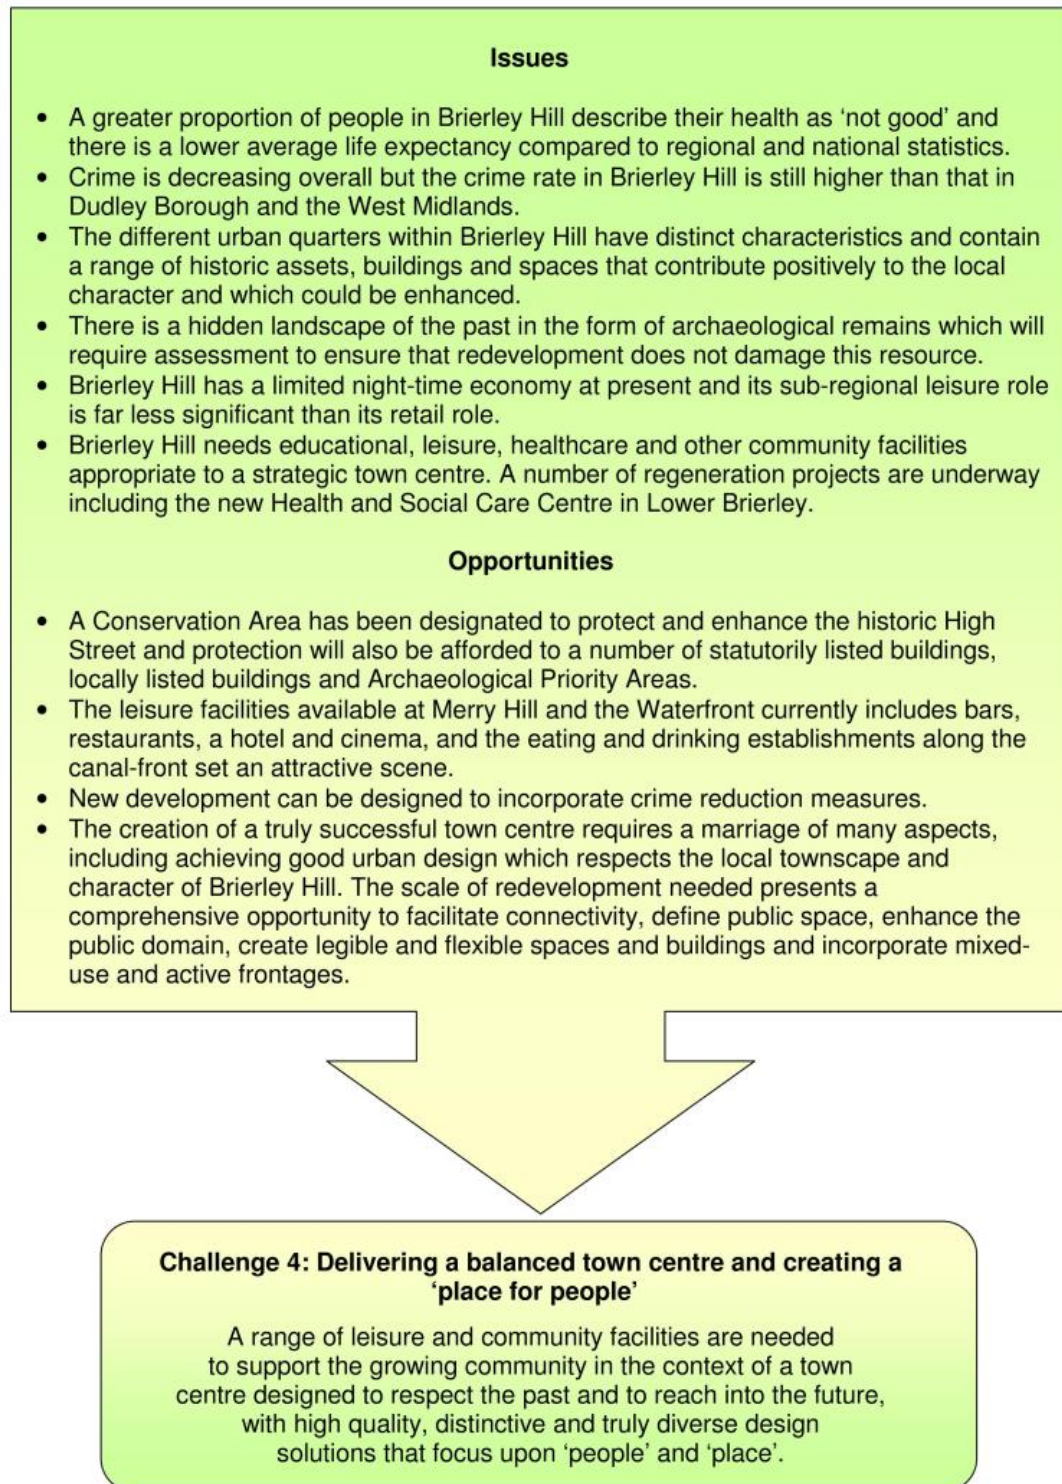 Issues
• A greater proportion of people in Brierley Hill describe their health as ‘not good’ and
there is a lower average life expectancy compared to regional and national statistics.
• Crime is decreasing overall but the crime rate in Brierley Hill is still higher than that in
Dudley Borough and the West Midlands.
• The different urban quarters within Brierley Hill have distinct characteristics and contain
a range of historic assets, buildings and spaces that contribute positively to the local
character and which could be enhanced.
• There is a hidden landscape of the past in the form of archaeological remains which will
require assessment to ensure that redevelopment does not damage this resource.
• Brierley Hill has a limited night-time economy at present and its sub-regional leisure role
is far less significant than its retail role.
• Brierley Hill needs educational, leisure, healthcare and other community facilities
appropriate to a strategic town centre. A number of regeneration projects are underway
including the new Health and Social Care Centre in Lower Brierley.
Opportunities
• A Conservation Area has been designated to protect and enhance the historic High
Street and protection will also be afforded to a number of statutorily listed buildings,
locally listed buildings and Archaeological Priority Areas.
• The leisure facilities available at Merry Hill and the Waterfront currently includes bars,
restaurants, a hotel and cinema, and the eating and drinking establishments along the
canal-front set an attractive scene.
• New development can be designed to incorporate crime reduction measures.
• The creation of a truly successful town centre requires a marriage of many aspects,
including achieving good urban design which respects the local townscape and
character of Brierley Hill. The scale of redevelopment needed presents a
comprehensive opportunity to facilitate connectivity, define public space, enhance the
public domain, create legible and flexible spaces and buildings and incorporate mixed-
use and active frontages.
Challenge 4: Delivering a balanced town centre and creating a
‘place for people’
A range of leisure and community facilities are needed
to support the growing community in the context of a town
centre designed to respect the past and to reach into the future,
with high quality, distinctive and truly diverse design
solutions that focus upon ‘people’ and ‘place’.